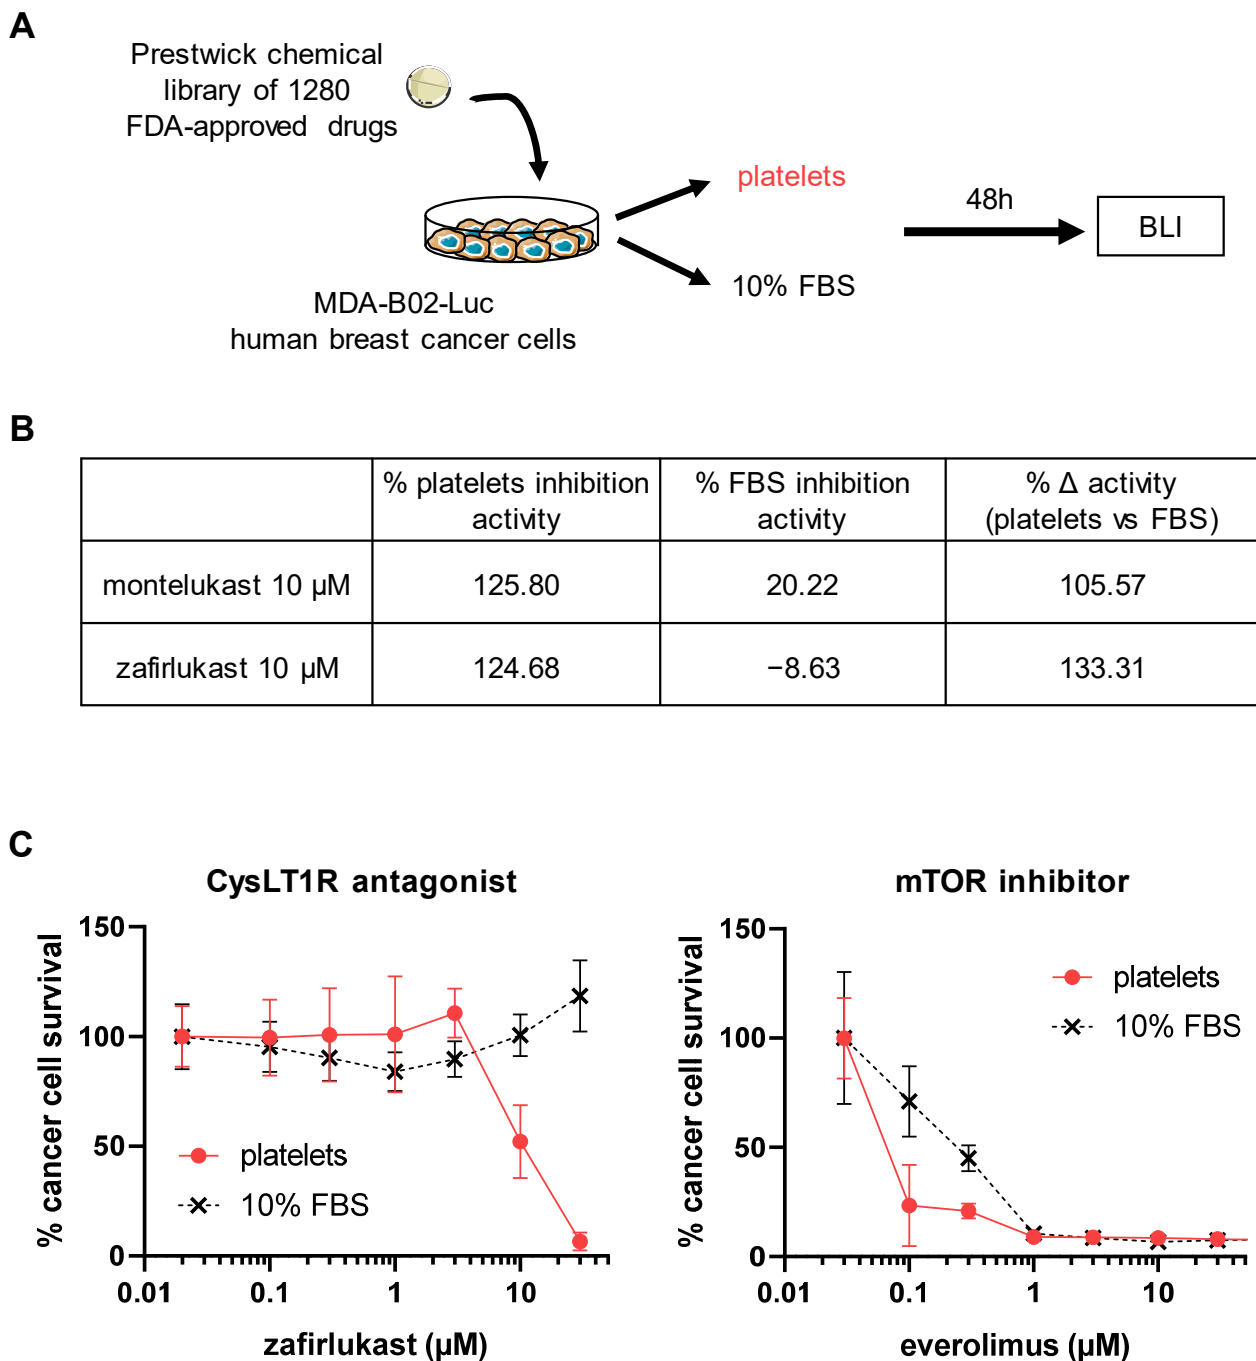 A
Prestwick chemical
library of 1280
FDA-approved drugs
platelets
48h
BLI
10% FBS
MDA-B02-Luc
human breast cancer cells
B
% platelets inhibition activity
% FBS inhibition activity
% Δ activity (platelets vs FBS)
montelukast 10 µM 125.80 20.22 105.57
zafirlukast 10 µM 124.68 −8.63 133.31
C
CysLT1R antagonist
% cancer cell survival
150
100
50
0
platelets
10% FBS
0.01 0.1 1 10
zafirlukast (µM)
mTOR inhibitor
% cancer cell survival
150
100
50
0
platelets
10% FBS
0.01 0.1 1 10
everolimus (µM)